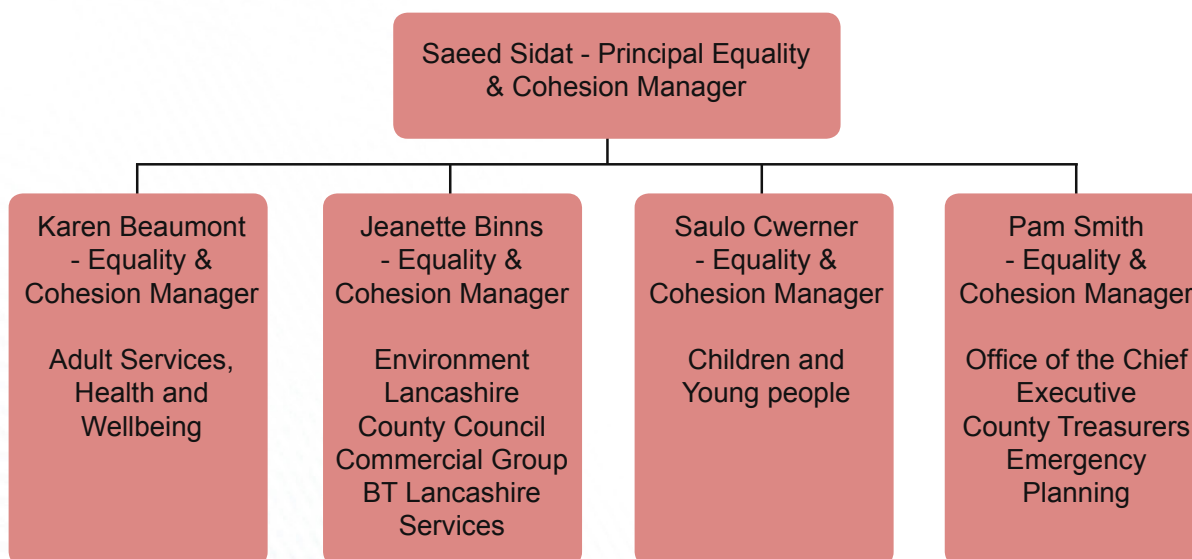 Saeed Sidat - Principal Equality
& Cohesion Manager
Karen Beaumont
- Equality &
Cohesion Manager
Adult Services,
Health and
Wellbeing
Jeanette Binns
- Equality &
Cohesion Manager
Environment
Lancashire
County Council
Commercial Group
BT Lancashire
Services
Saulo Cwerner
- Equality &
Cohesion Manager
Children and
Young people
Pam Smith
- Equality &
Cohesion Manager
Office of the Chief
Executive
County Treasurers
Emergency
Planning